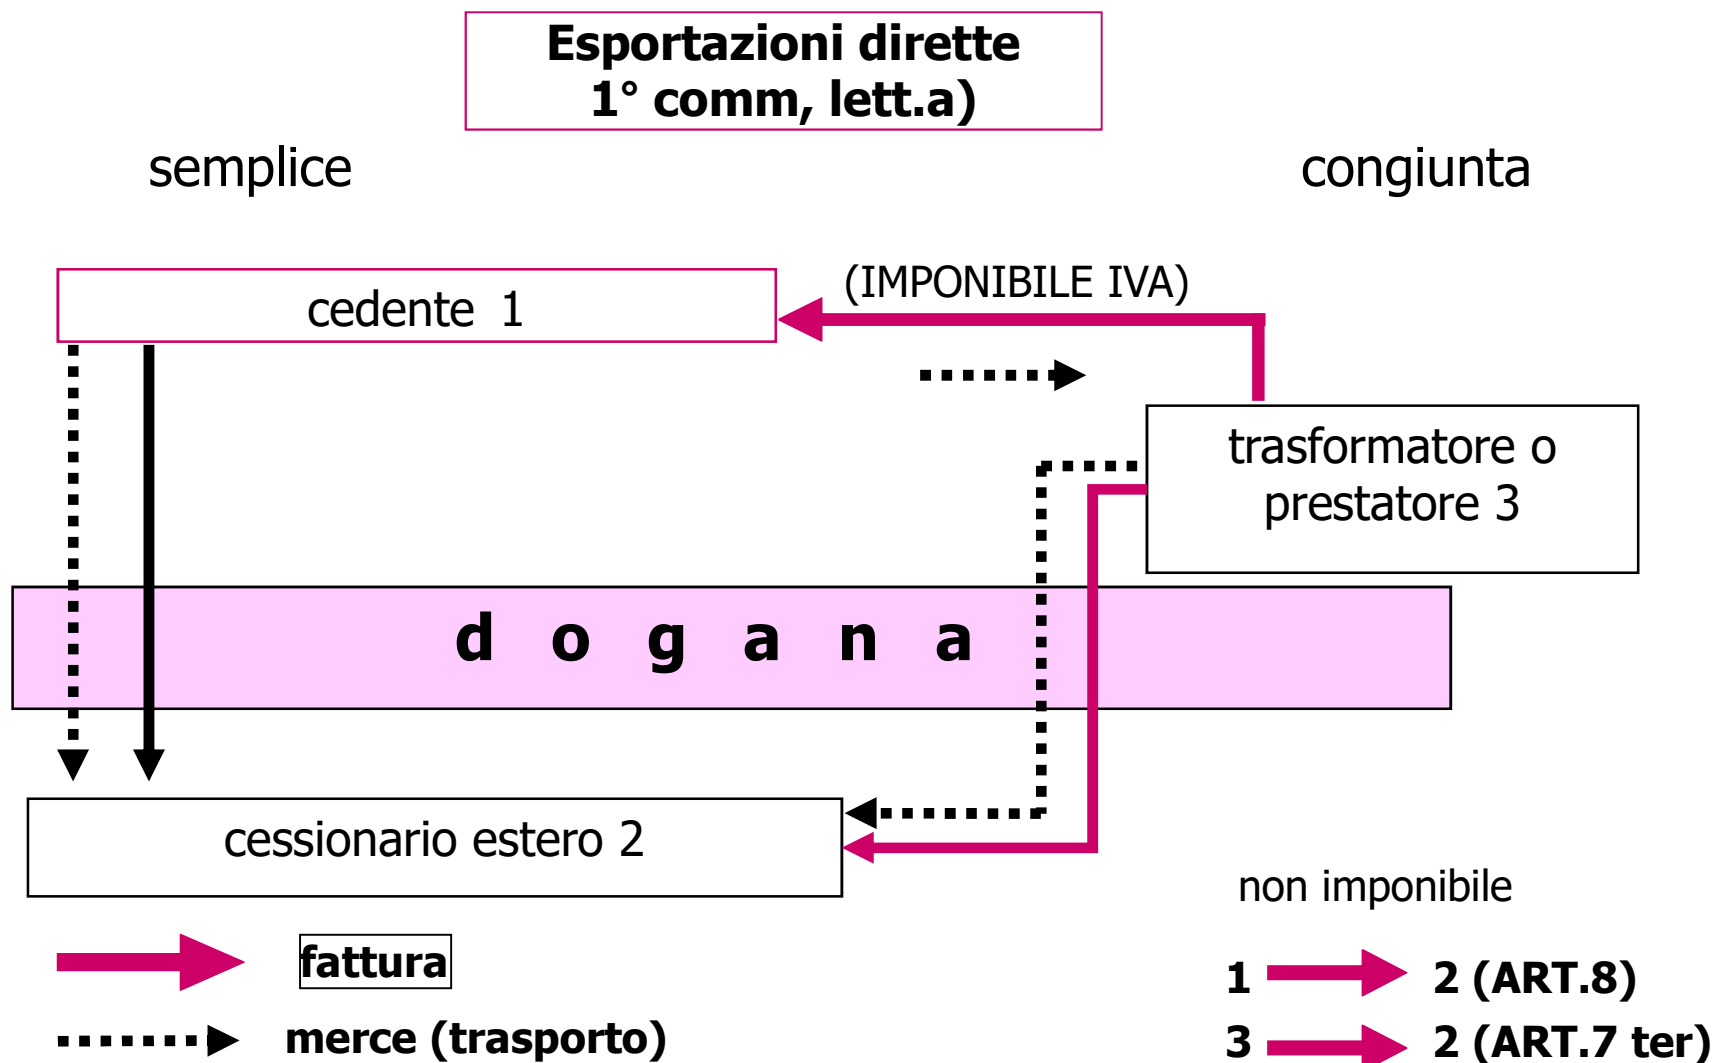 Esportazioni dirette
1° comm, lett.a)
semplice
congiunta
(IMPONIBILE IVA)
cedente 1
trasformatore o
prestatore 3
d o g a n a
cessionario estero 2
non imponibile
fattura
1 2 (ART.8)
merce (trasporto)
3 2 (ART.7 ter)